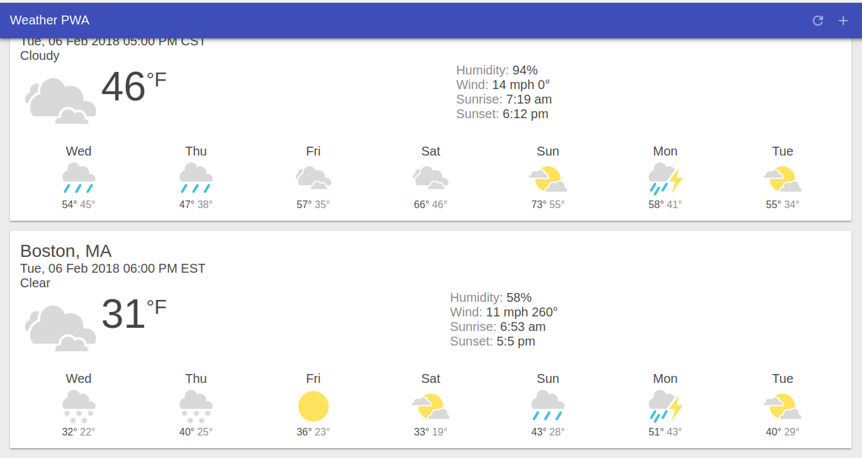 Weather PWA
Tue, 06 Feb 2018 05:00 PM CST
Cloudy
46°F
Humidity: 94%
Wind: 14 mph 0°
Sunrise: 7:19 am
Sunset: 6:12 pm
Wed Thu Fri Sat Sun Mon Tue
54° 45° 47° 38° 57° 35° 66° 46° 73° 55° 58° 41° 55° 34°
Boston, MA
Tue, 06 Feb 2018 06:00 PM EST
Clear
31°F
Humidity: 58%
Wind: 11 mph 260°
Sunrise: 6:53 am
Sunset: 5:5 pm
Wed Thu Fri Sat Sun Mon Tue
32° 22° 40° 25° 36° 23° 33° 19° 43° 28° 51° 43° 40° 29°